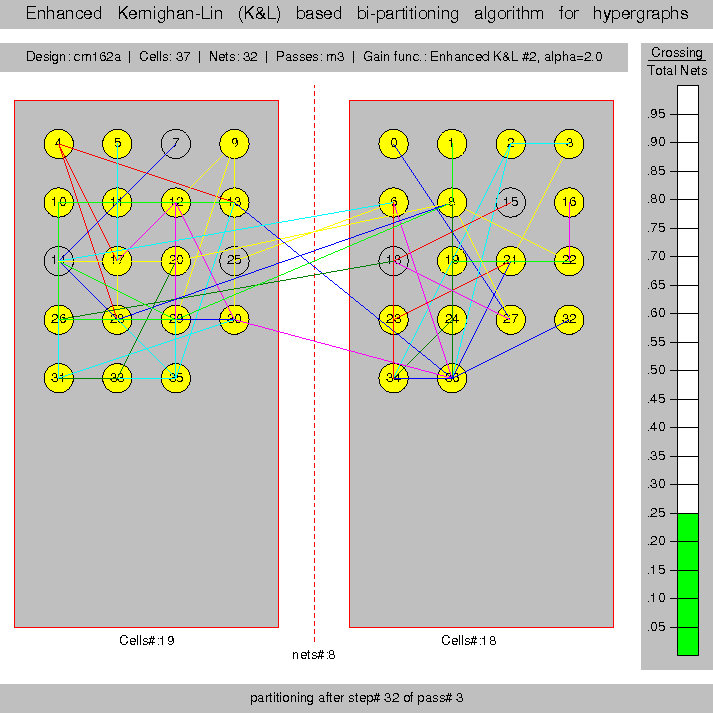 Enhanced Kernighan-Lin (K&L) based bi-partitioning algorithm for hypergraphs
Design: cm162a | Cells: 37 | Nets: 32 | Passes: m3 | Gain func.: Enhanced K&L #2, alpha=2.0
Crossing
Total Nets
4 5 7 9 0 1 2 3
10 11 12 13 6 8 15 16
14 17 20 25 18 19 21 22
26 28 29 30 23 24 27 32
31 33 35 34 36
.95
.90
.85
.80
.75
.70
.65
.60
.55
.50
.45
.40
.35
.30
.25
.20
.15
.10
.05
Cells#:19
Cells#:18
nets#:8
partitioning after step# 32 of pass# 3